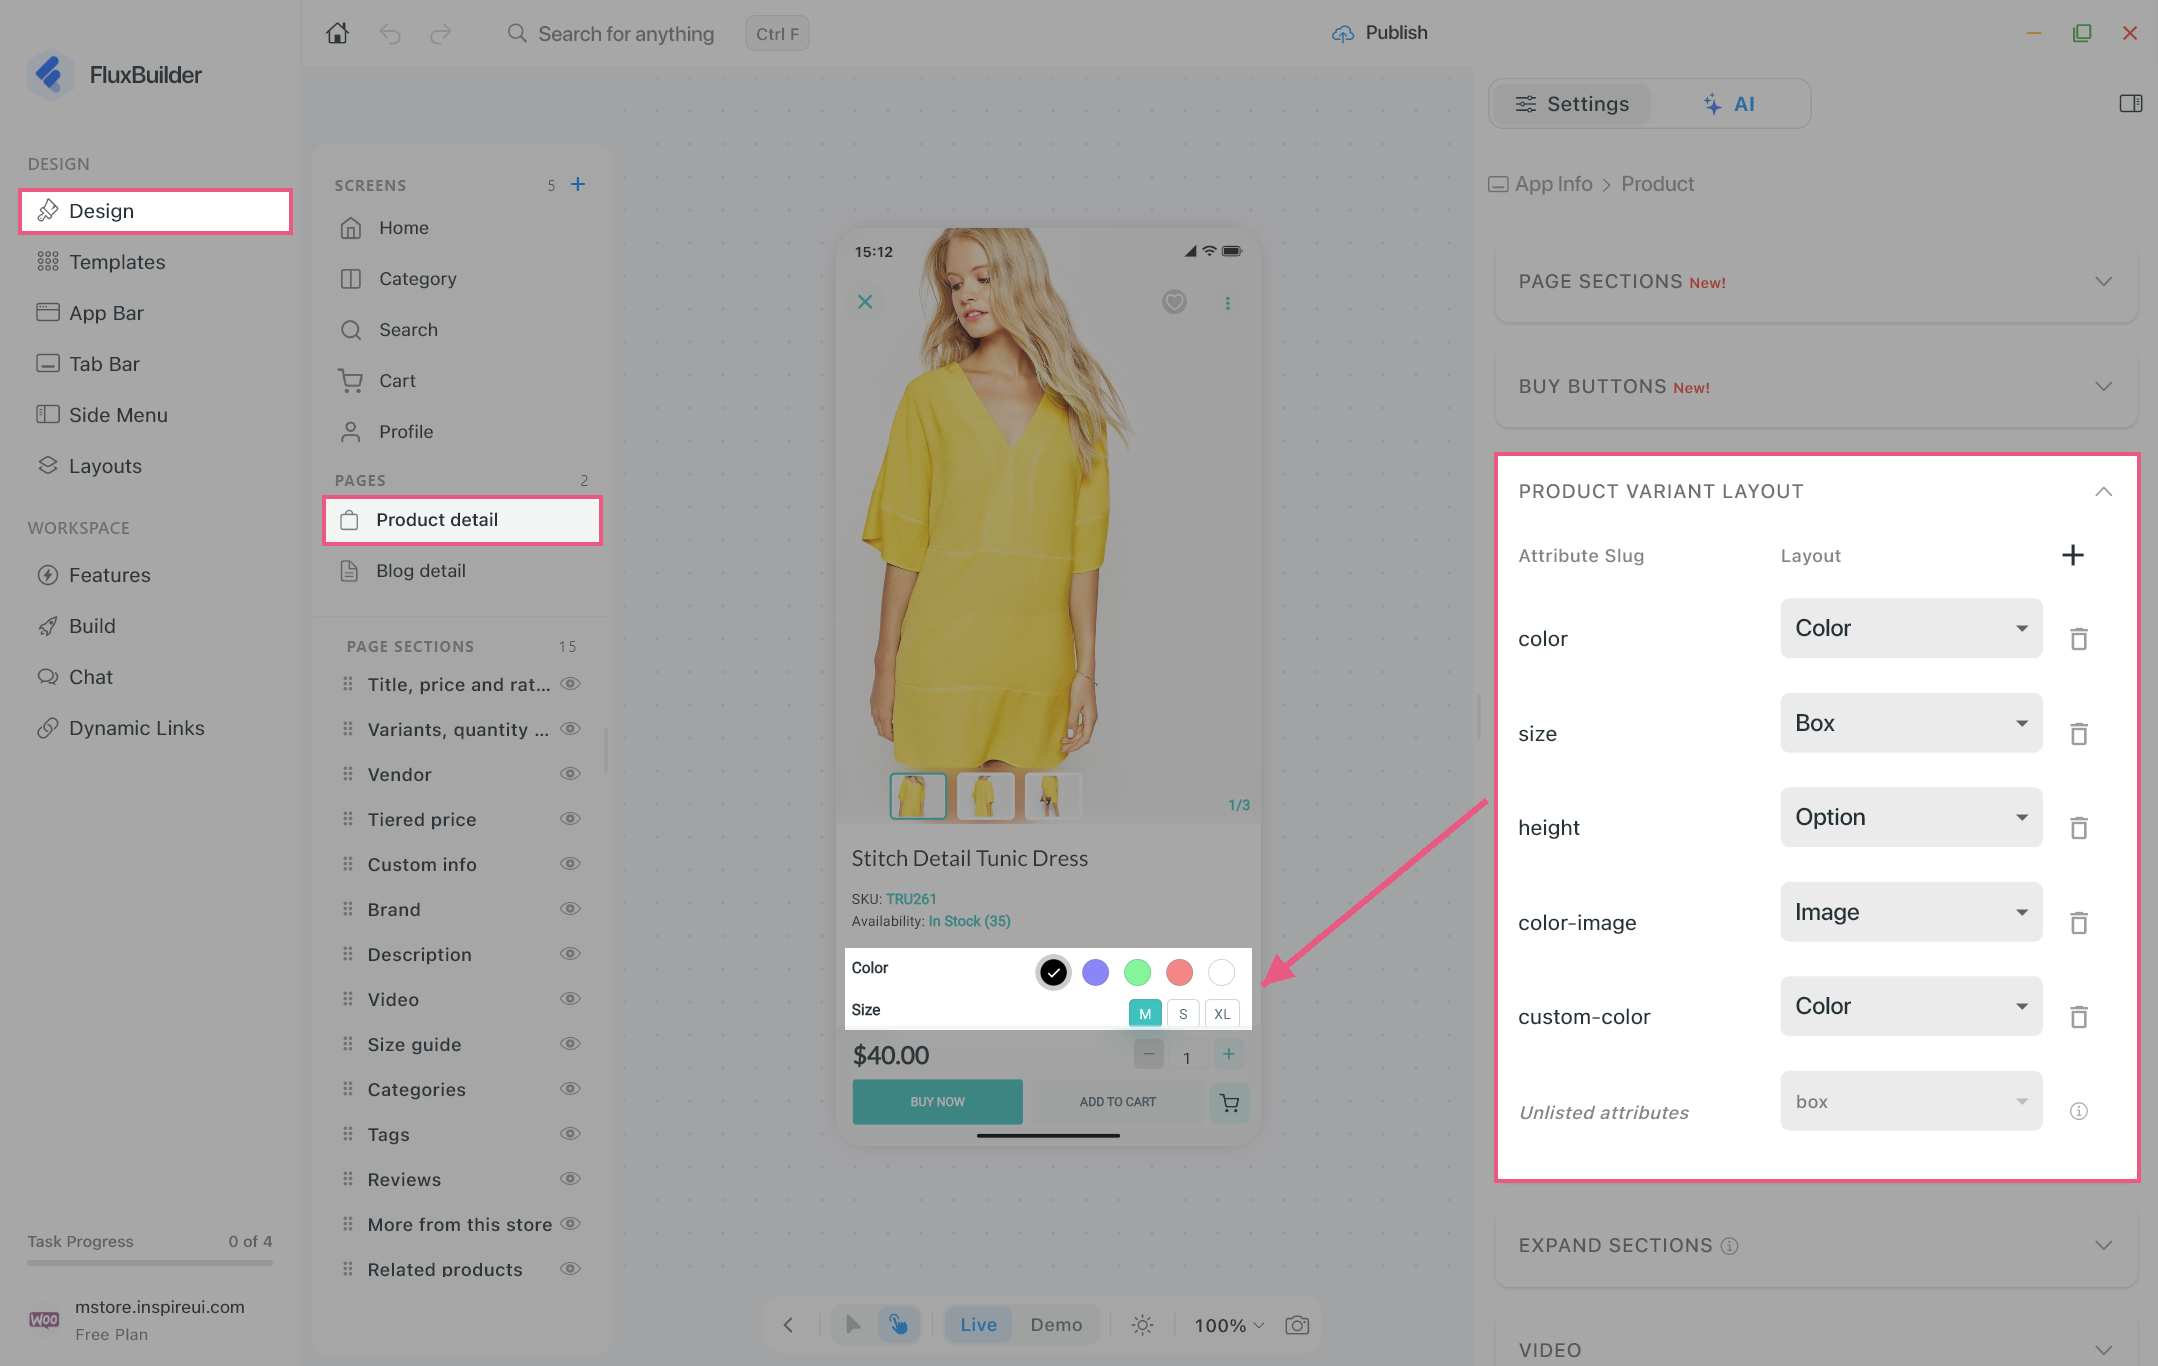 FluxBuilder
Search for anything
Ctrl F
Publish
DESIGN
Design
Templates
App Bar
Tab Bar
Side Menu
Layouts
WORKSPACE
Features
Build
Chat
Dynamic Links
Task Progress
0 of 4
WOO
mstore.inspireui.com
Free Plan
SCREENS
5
Home
Category
Search
Cart
Profile
PAGES
2
Product detail
Blog detail
PAGE SECTIONS
15
Title, price and rat...
Variants, quantity ...
Vendor
Tiered price
Custom info
Brand
Description
Video
Size guide
Categories
Tags
Reviews
More from this store
Related products
15:12
1/3
Stitch Detail Tunic Dress
SKU: TRU261
Availability: In Stock (35)
Color
Size
M
S
XL
$40.00
1
BUY NOW
ADD TO CART
Live
Demo
100%
Settings
AI
App Info
Product
PAGE SECTIONS New!
BUY BUTTONS New!
PRODUCT VARIANT LAYOUT
Attribute Slug
Layout
color
Color
size
Box
height
Option
color-image
Image
custom-color
Color
Unlisted attributes
box
EXPAND SECTIONS
VIDEO